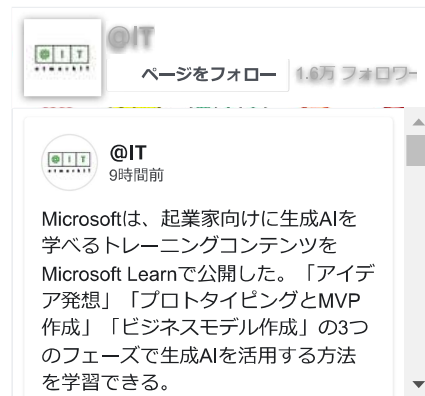 @IT
@IT
atmarkIT
ページをフォロー
1.6万 フォロワー
@IT
@IT
atmarkIT
9時間前
Microsoftは、起業家向けに生成AIを
学べるトレーニングコンテンツを
Microsoft Learnで公開した。「アイデ
ア発想」「プロトタイピングとMVP
作成」「ビジネスモデル作成」の3つ
のフェーズで生成AIを活用する方法
を学習できる。